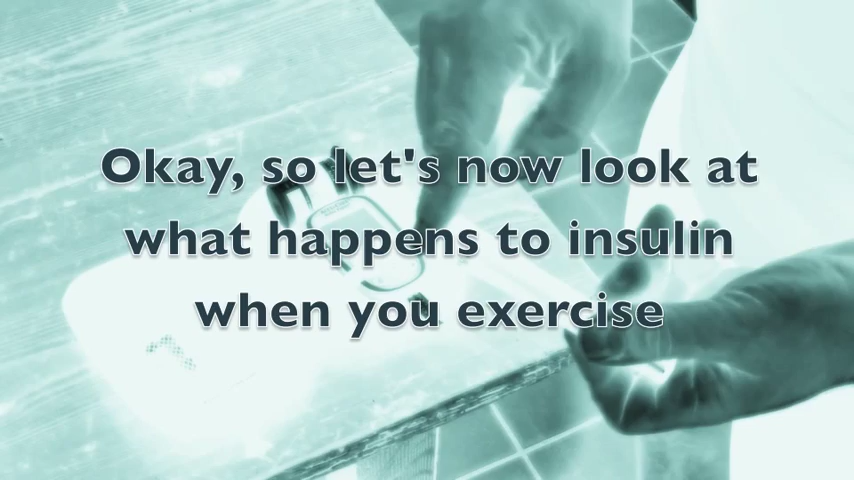 Okay, so let's now look at
what happens to insulin
when you exercise